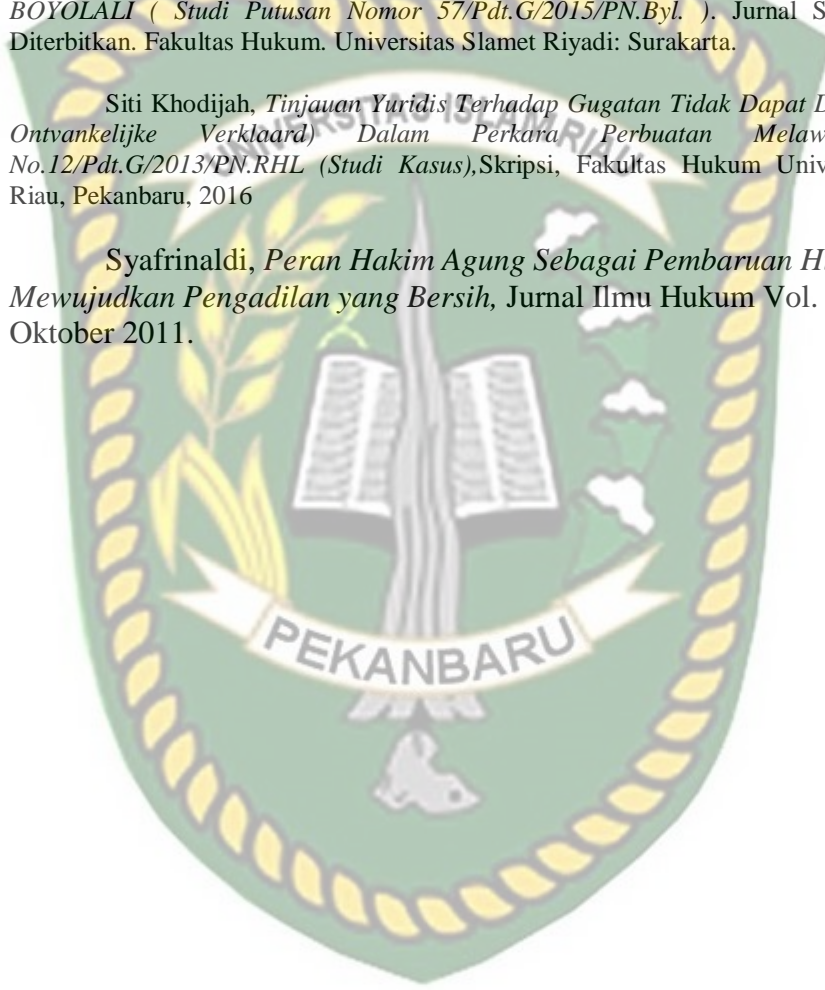 BOYOLALI ( Studi Putusan Nomor 57/Pdt.G/2015/PN.Byl. ). Jurnal S
Diterbitkan. Fakultas Hukum. Universitas Slamet Riyadi: Surakarta.
Siti Khodijah, Tinjauan Yuridis Terhadap Gugatan Tidak Dapat D
Ontvankelijke Verklaard) Dalam Perkara Perbuatan Melaw
No.12/Pdt.G/2013/PN.RHL (Studi Kasus),Skripsi, Fakultas Hukum Univ
Riau, Pekanbaru, 2016
Syafrinaldi, Peran Hakim Agung Sebagai Pembaruan H
Mewujudkan Pengadilan yang Bersih, Jurnal Ilmu Hukum Vol.
Oktober 2011.
UNIVERSITAS ISLAM RIAU
PEKANBARU